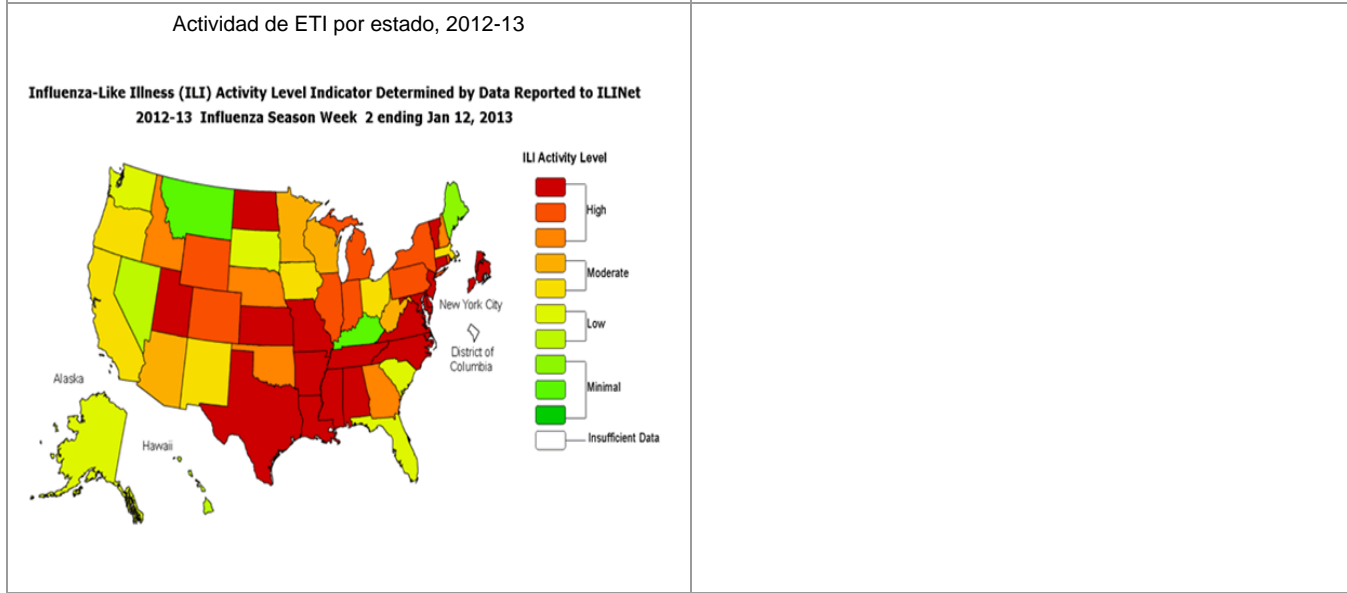 Actividad de ETI por estado, 2012-13
Influenza-Like Illness (ILI) Activity Level Indicator Determined by Data Reported to ILINet
2012-13 Influenza Season Week 2 ending Jan 12, 2013
ILI Activity Level
High
Moderate
Low
Minimal
Insufficient Data
New York City
District of
Columbia
Alaska
Hawaii